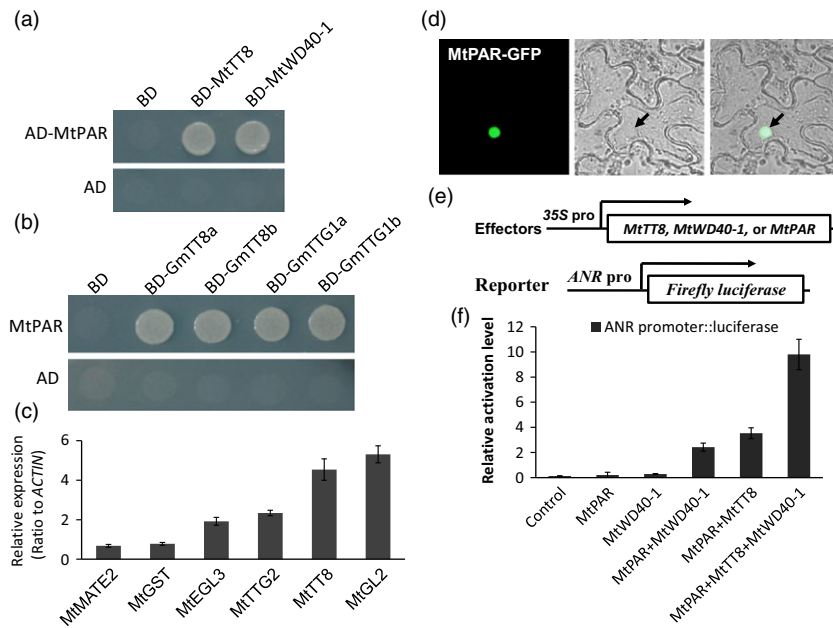 (a)
BD
BD-MtTT8
BD-MtWD40-1
AD-MtPAR
AD
(b)
BD
BD-GmTT8a
BD-GmTT8b
BD-GmTTG1a
BD-GmTTG1b
MtPAR
AD
(c)
Relative expression
(Ratio to ACTIN)
6
4
2
0
MtMATE2
MtGST
MtEGL3
MtTTG2
MtTT8
MtGL2
(d)
MtPAR-GFP
(e)
35S pro
Effectors
MtTT8, MtWD40-1, or MtPAR
ANR pro
Reporter
Firefly luciferase
(f)
ANR promoter::luciferase
Relative activation level
12
10
8
6
4
2
0
Control
MtPAR
MtWD40-1
MtPAR+MtWD40-1
MtPAR+MtTT8
MtPAR+MtTT8+MtWD40-1